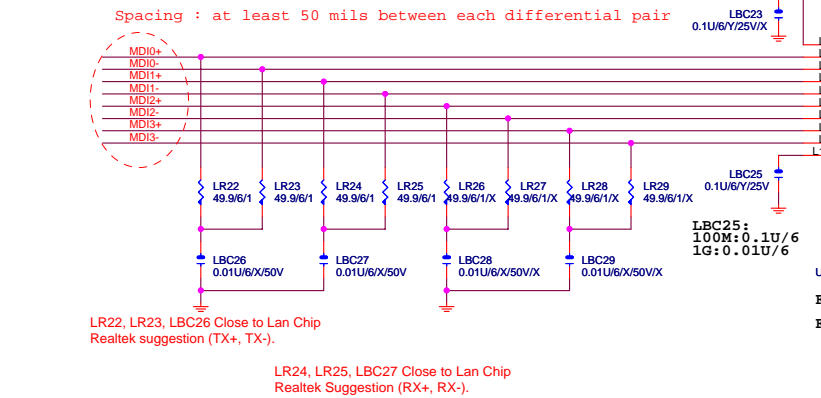 Spacing : at least 50 mils between each differential pair
LBC23
0.1U/6/Y/25V/X
MDI0+
MDI0-
MDI1+
MDI1-
MDI2+
MDI2-
MDI3+
MDI3-
LR22
49.9/6/1
LR23
49.9/6/1
LR24
49.9/6/1
LR25
49.9/6/1
LR26
49.9/6/1/X
LR27
49.9/6/1/X
LR28
49.9/6/1/X
LR29
49.9/6/1/X
LBC25
0.1U/6/Y/25V
LBC25:
100M:0.1U/6
1G:0.01U/6
LBC26
0.01U/6/X/50V
LBC27
0.01U/6/X/50V
LBC28
0.01U/6/X/50V/X
LBC29
0.01U/6/X/50V/X
LR22, LR23, LBC26 Close to Lan Chip
Realtek suggestion (TX+, TX-).
LR24, LR25, LBC27 Close to Lan Chip
Realtek Suggestion (RX+, RX-).